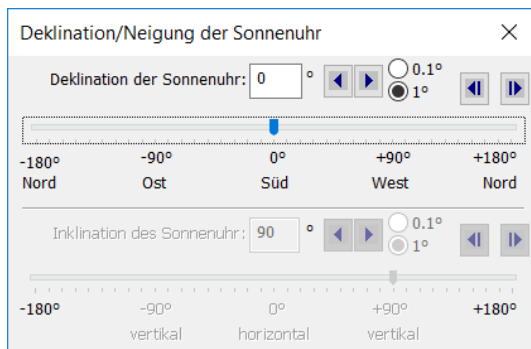 Deklination/Neigung der Sonnenuhr
Deklination der Sonnenuhr: 0 ° 0.1°
1°
-180° -90° 0° +90° +180°
Nord Ost Süd West Nord
Inklination des Sonnenuhr: 90 ° 0.1°
1°
-180° -90° 0° +90° +180°
vertikal horizontal vertikal